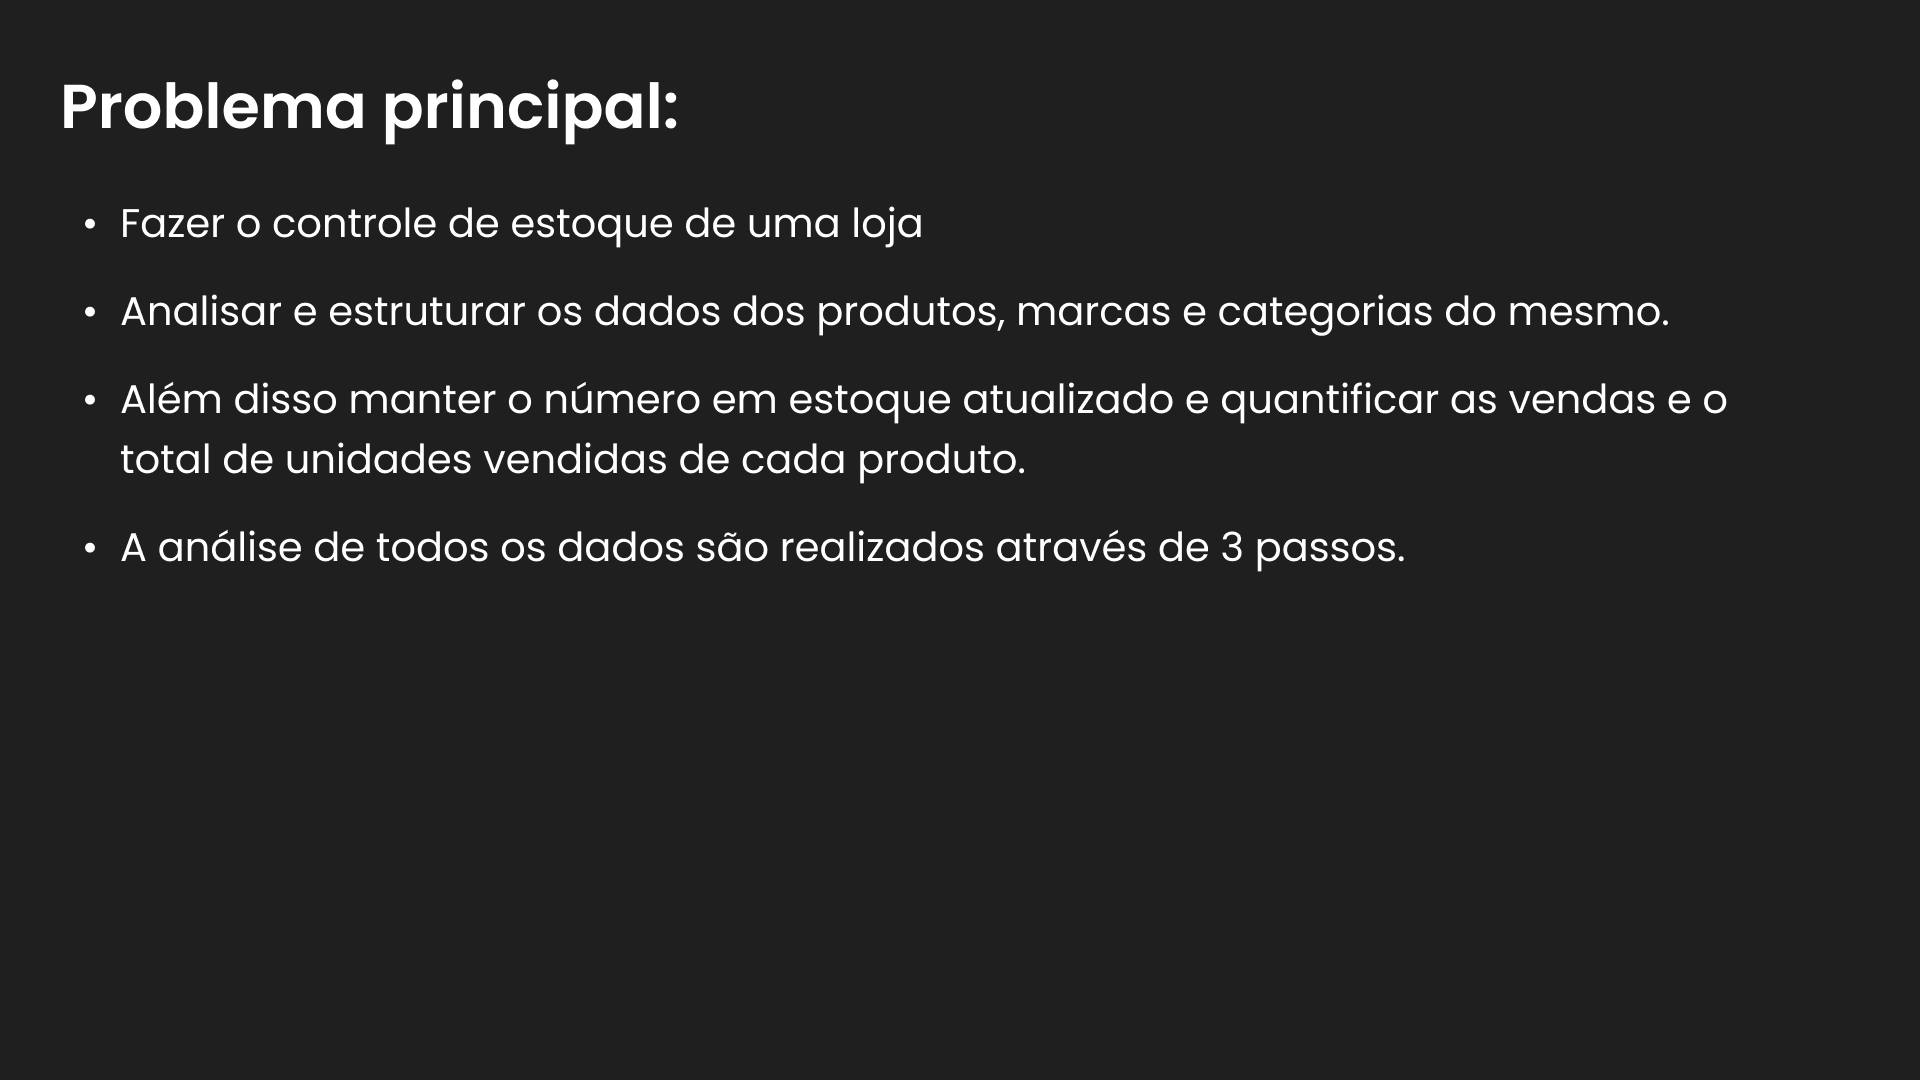 Problema principal:
• Fazer o controle de estoque de uma loja
• Analisar e estruturar os dados dos produtos, marcas e categorias do mesmo.
• Além disso manter o número em estoque atualizado e quantificar as vendas e o
total de unidades vendidas de cada produto.
• A análise de todos os dados são realizados através de 3 passos.